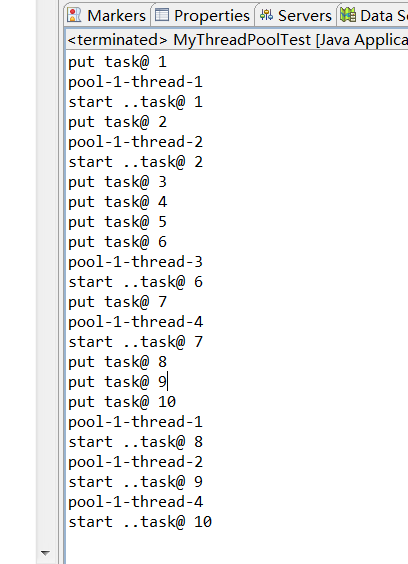 Markers Properties Servers Data S
<terminated> MyThreadPoolTest [Java Applica
put task@ 1
pool-1-thread-1
start ..task@ 1
put task@ 2
pool-1-thread-2
start ..task@ 2
put task@ 3
put task@ 4
put task@ 5
put task@ 6
pool-1-thread-3
start ..task@ 6
put task@ 7
pool-1-thread-4
start ..task@ 7
put task@ 8
put task@ 9
put task@ 10
pool-1-thread-1
start ..task@ 8
pool-1-thread-2
start ..task@ 9
pool-1-thread-4
start ..task@ 10